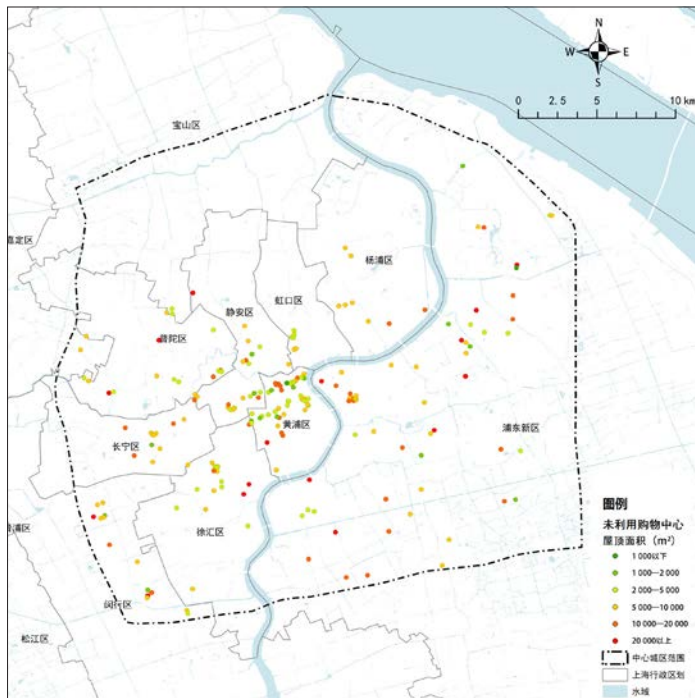 N
W E
S
0 2.5 5 10 km
宝山区
嘉定区
杨浦区
虹口区
静安区
普陀区
黄浦区
长宁区
浦东新区
徐汇区
青浦区
闵行区
松江区
图例
未利用购物中心
屋顶面积（m²）
1 000以下
1 000—2 000
2 000—5 000
5 000—10 000
10 000—20 000
20 000以上
中心城区范围
上海行政区划
水域